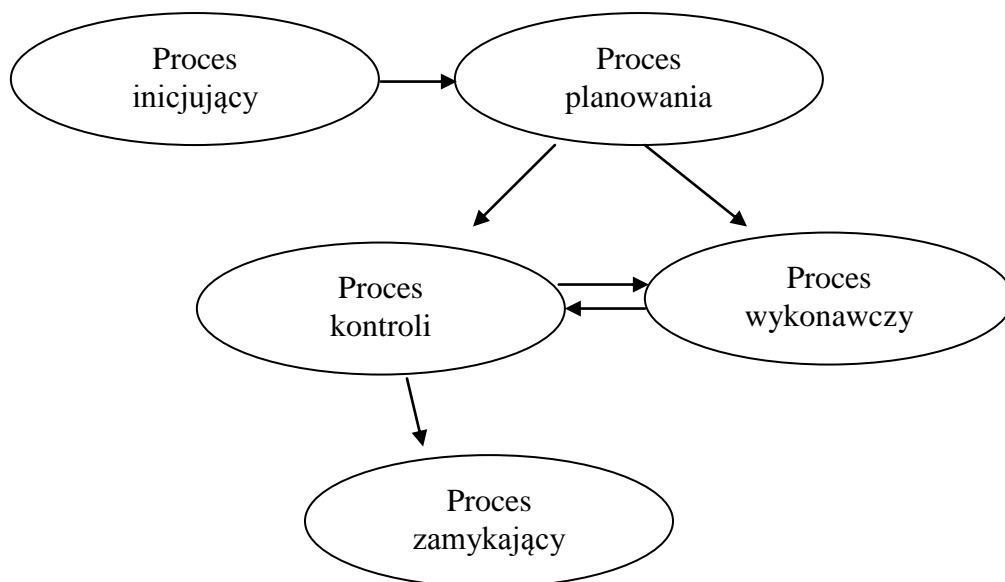 Proces
inicjujący
Proces
planowania
Proces
kontroli
Proces
wykonawczy
Proces
zamykający